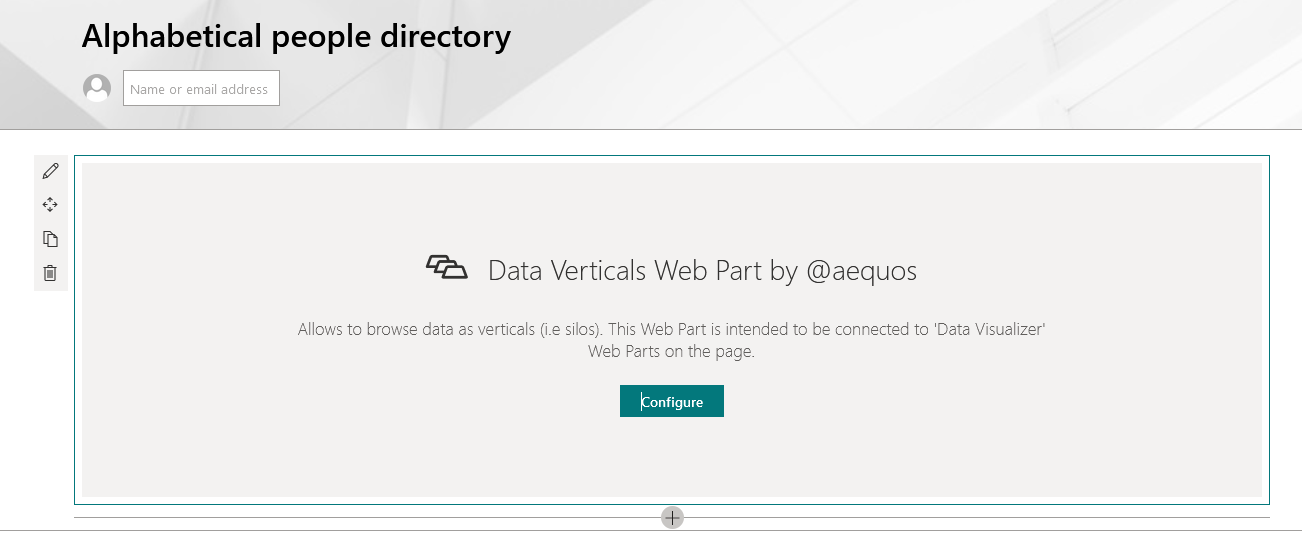 Alphabetical people directory
Name or email address
Data Verticals Web Part by @aequos
Allows to browse data as verticals (i.e silos). This Web Part is intended to be connected to 'Data Visualizer'
Web Parts on the page.
Configure